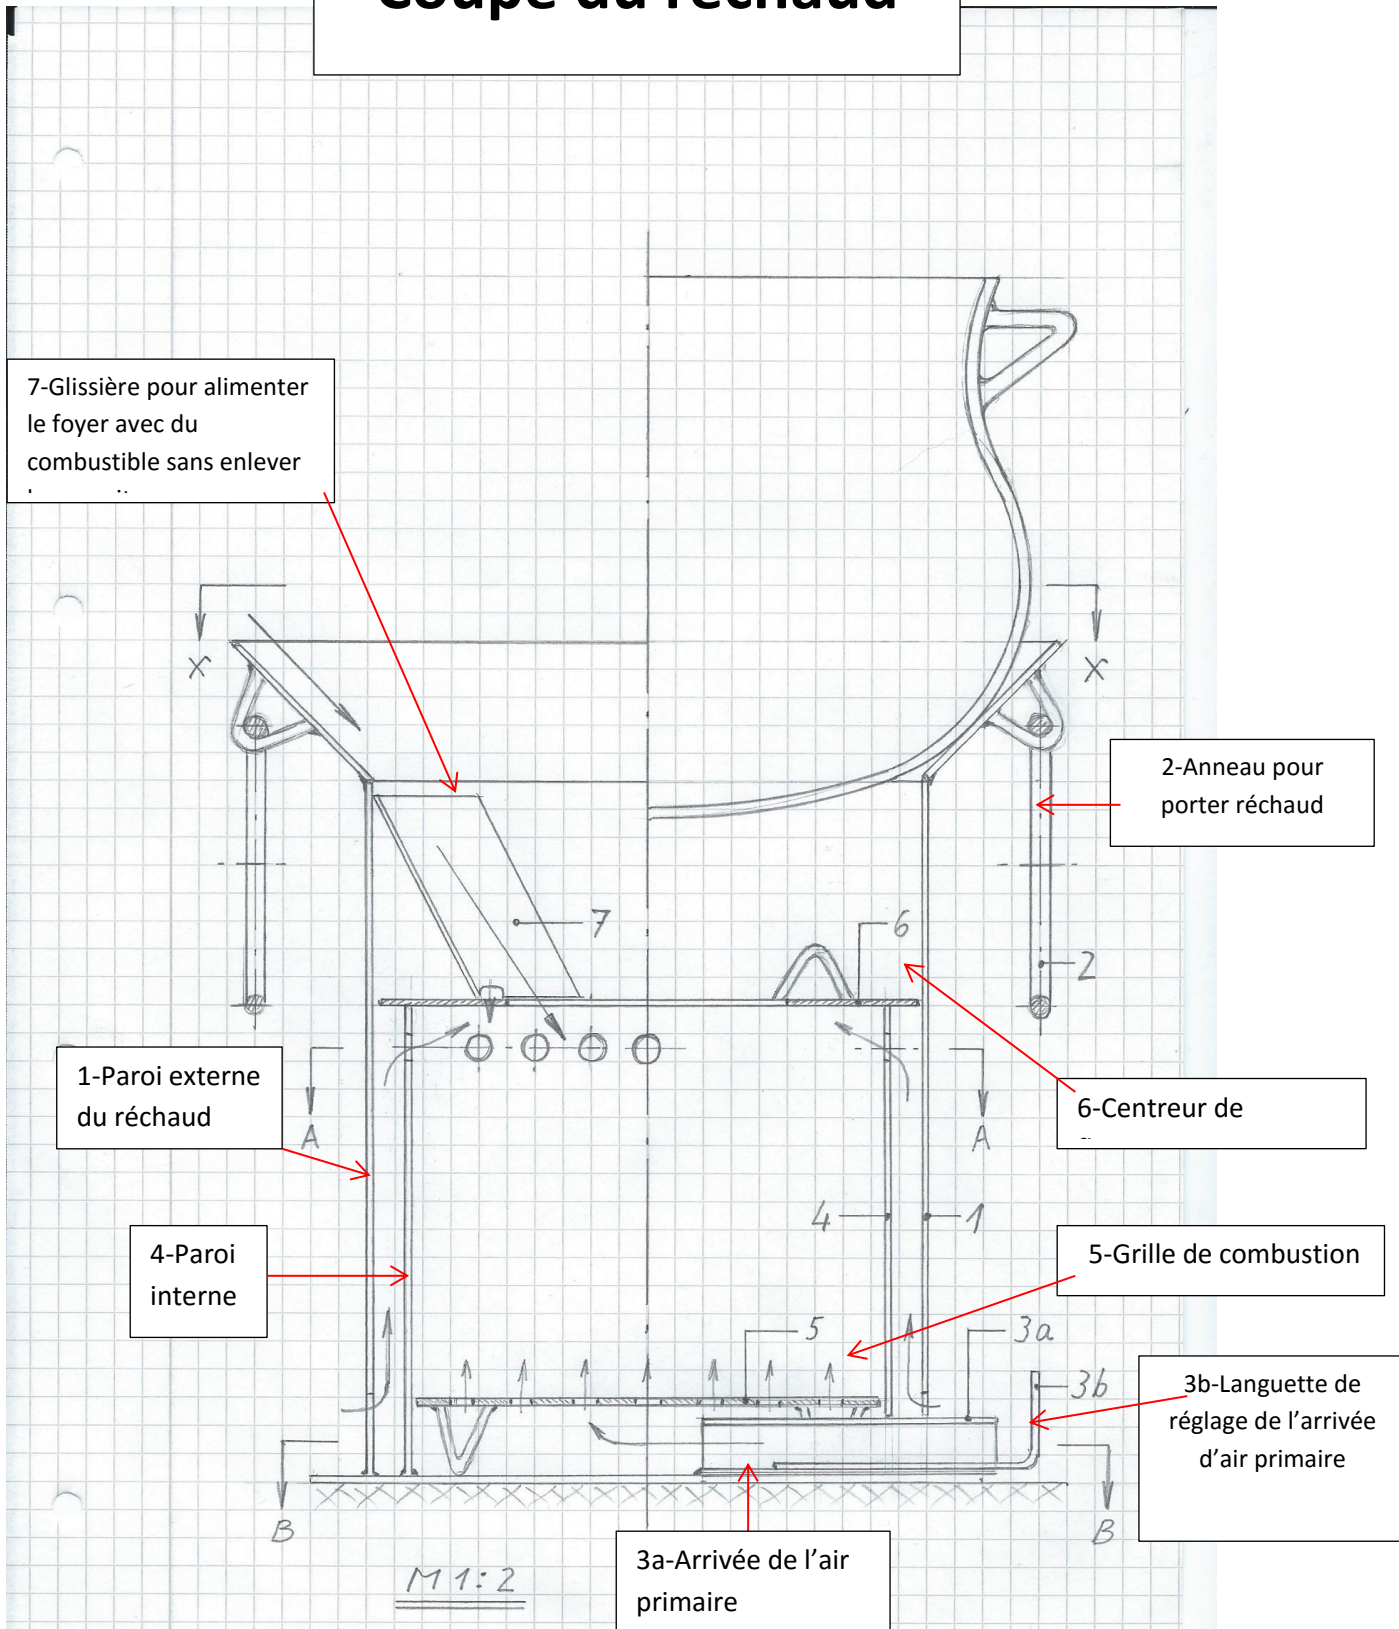 Coupe du réchaud
7-Glissière pour alimenter
le foyer avec du
combustible sans enlever
X
X
2-Anneau pour
porter réchaud
7
6
2
1-Paroi externe
du réchaud
A
A
6-Centreur de
4
1
4-Paroi
interne
5-Grille de combustion
5
3a
3b
3b-Languette de
réglage de l’arrivée
d’air primaire
B
B
3a-Arrivée de l’air
primaire
M 1:2